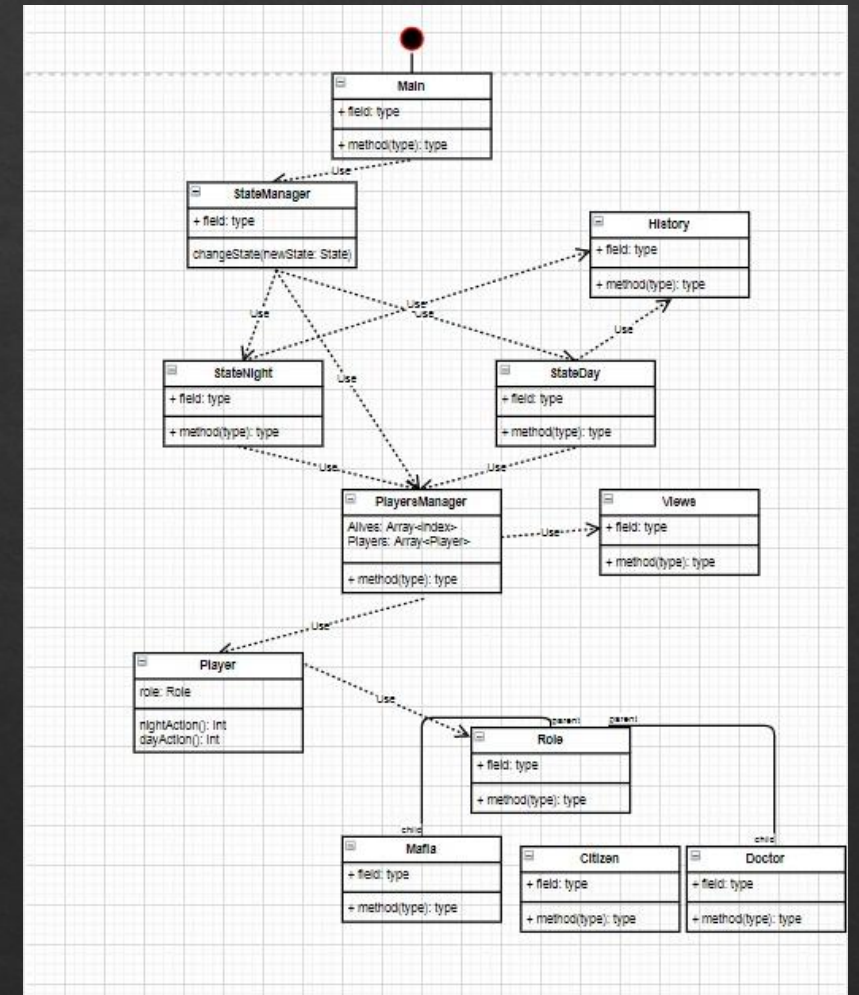 Main
+ field: type
+ method(type): type
Use
StateManager
+ field: type
changeState(newState: State)
History
+ field: type
+ method(type): type
Use
Use
Use
Use
StateNight
+ field: type
+ method(type): type
Use
StateDay
+ field: type
+ method(type): type
Use
Use
PlayersManager
Alives: Array<Index>
Players: Array<Player>
+ method(type): type
Use
Views
+ field: type
+ method(type): type
Use
Player
role: Role
nightAction(): Int
dayAction(): Int
Use
parent
parent
Role
+ field: type
+ method(type): type
child
child
Mafia
+ field: type
+ method(type): type
Citizen
+ field: type
+ method(type): type
Doctor
+ field: type
+ method(type): type